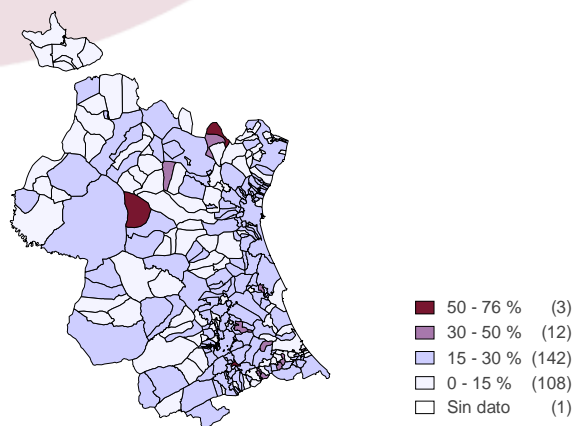 50 - 76 % (3)
30 - 50 % (12)
15 - 30 % (142)
0 - 15 % (108)
Sin dato (1)